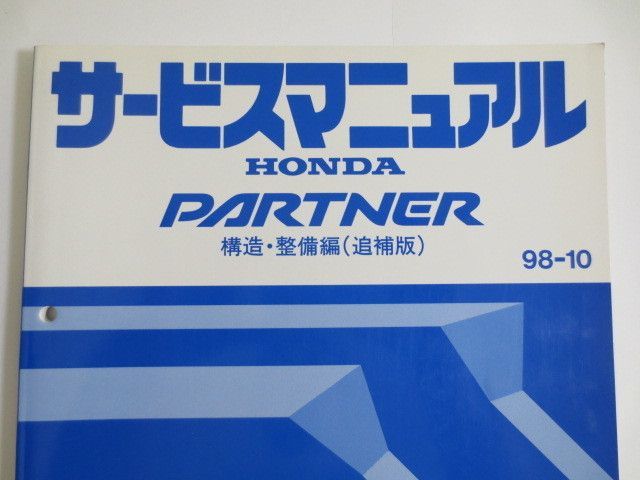 サービスマニュアル
HONDA
PARTNER
構造・整備編(追補版)
98-10